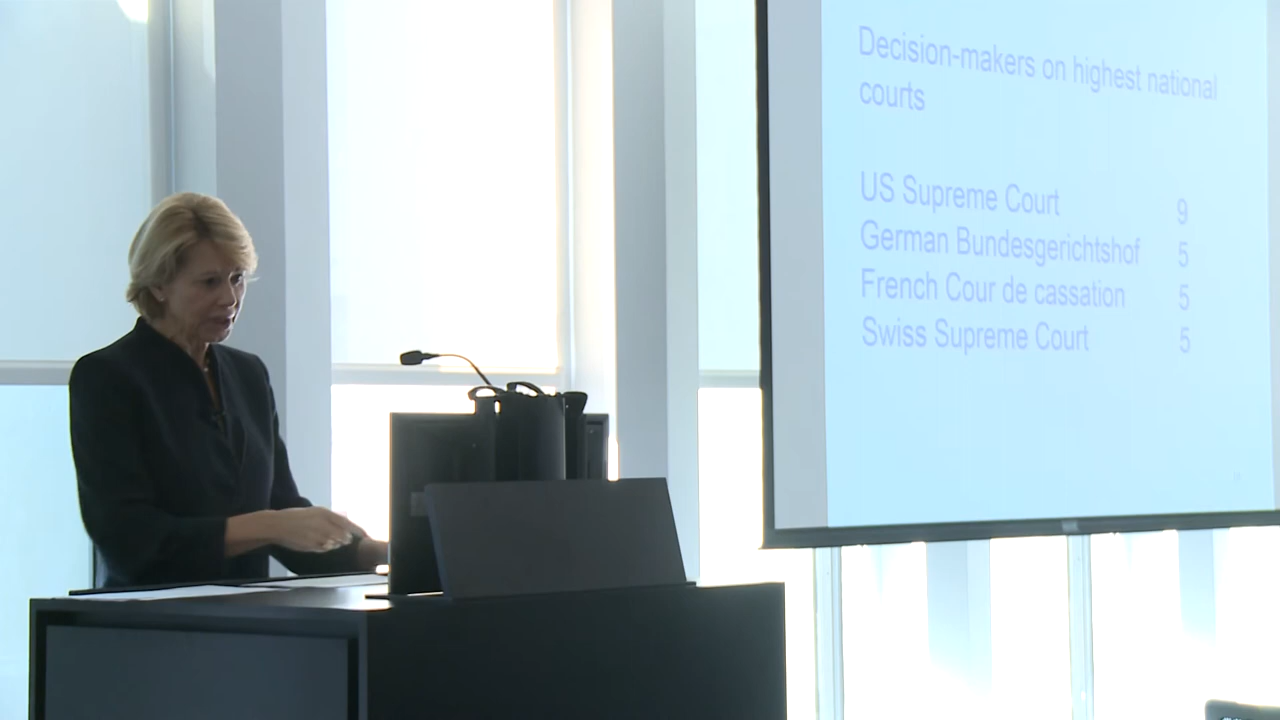 Decision-makers on highest national
courts
US Supreme Court 9
German Bundesgerichtshof 5
French Cour de cassation 5
Swiss Supreme Court 5